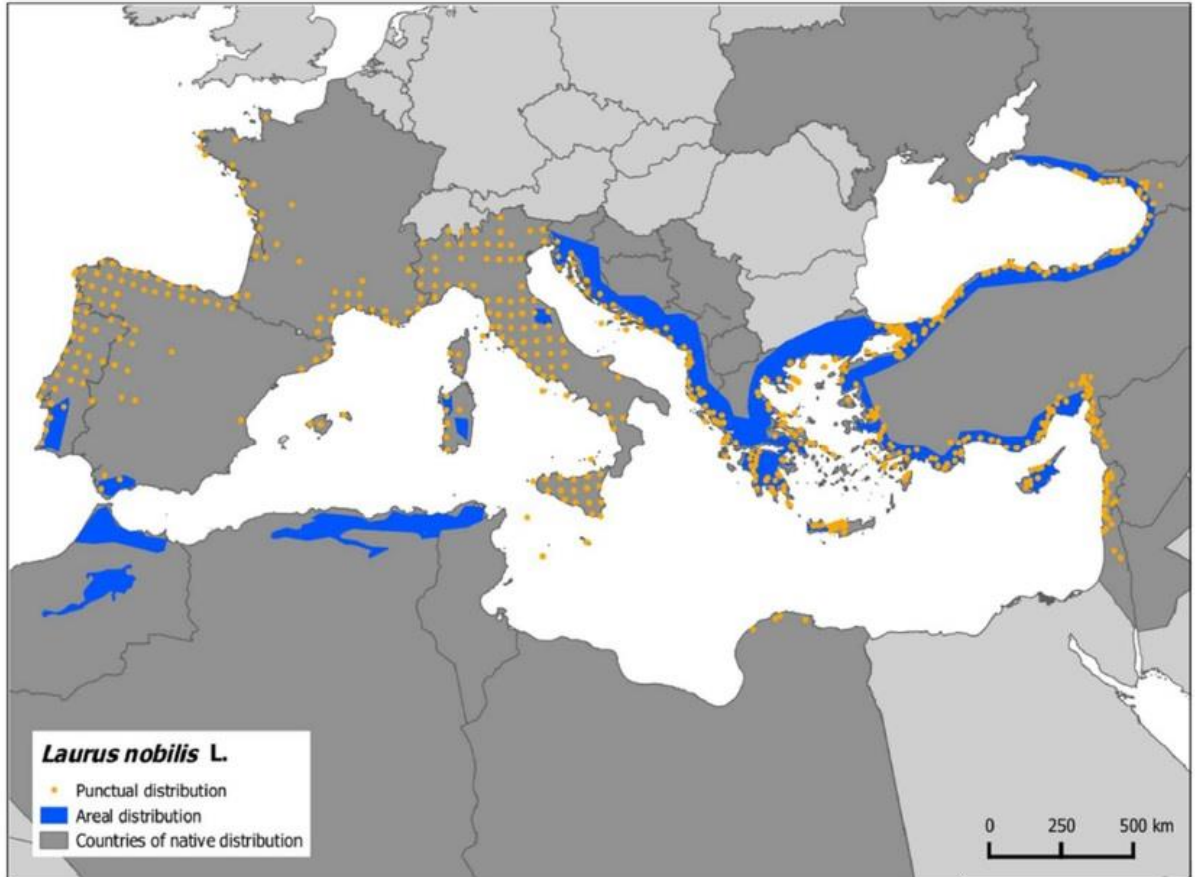 Laurus nobilis L.
Punctual distribution
Areal distribution
Countries of native distribution
0 250 500 km